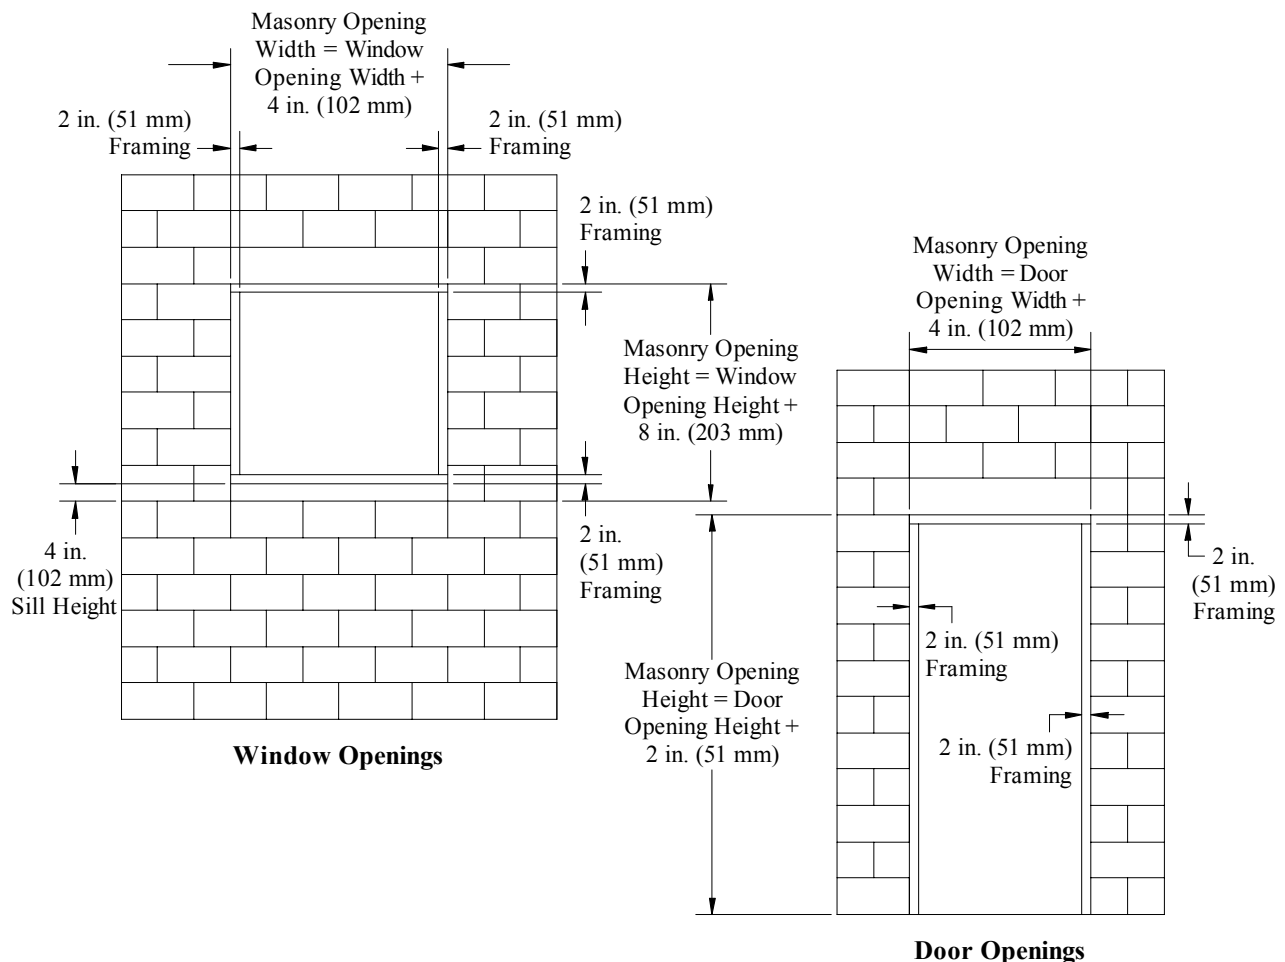 Masonry Opening
Width = Window
Opening Width +
4 in. (102 mm)
2 in. (51 mm)
Framing
2 in. (51 mm)
Framing
2 in. (51 mm)
Framing
Masonry Opening
Height = Window
Opening Height +
8 in. (203 mm)
4 in.
(102 mm)
Sill Height
2 in.
(51 mm)
Framing
Window Openings
Masonry Opening
Width = Door
Opening Width +
4 in. (102 mm)
2 in.
(51 mm)
Framing
2 in. (51 mm)
Framing
Masonry Opening
Height = Door
Opening Height +
2 in. (51 mm)
2 in. (51 mm)
Framing
Door Openings